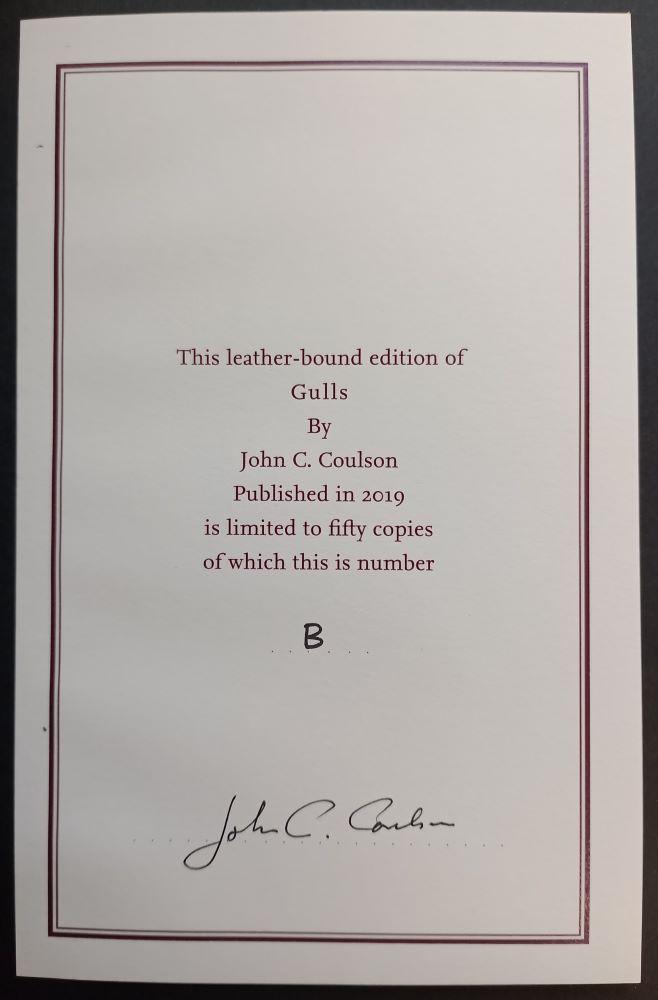 This leather-bound edition of
Gulls
By
John C. Coulson
Published in 2019
is limited to fifty copies
of which this is number
B
John C. Coulson